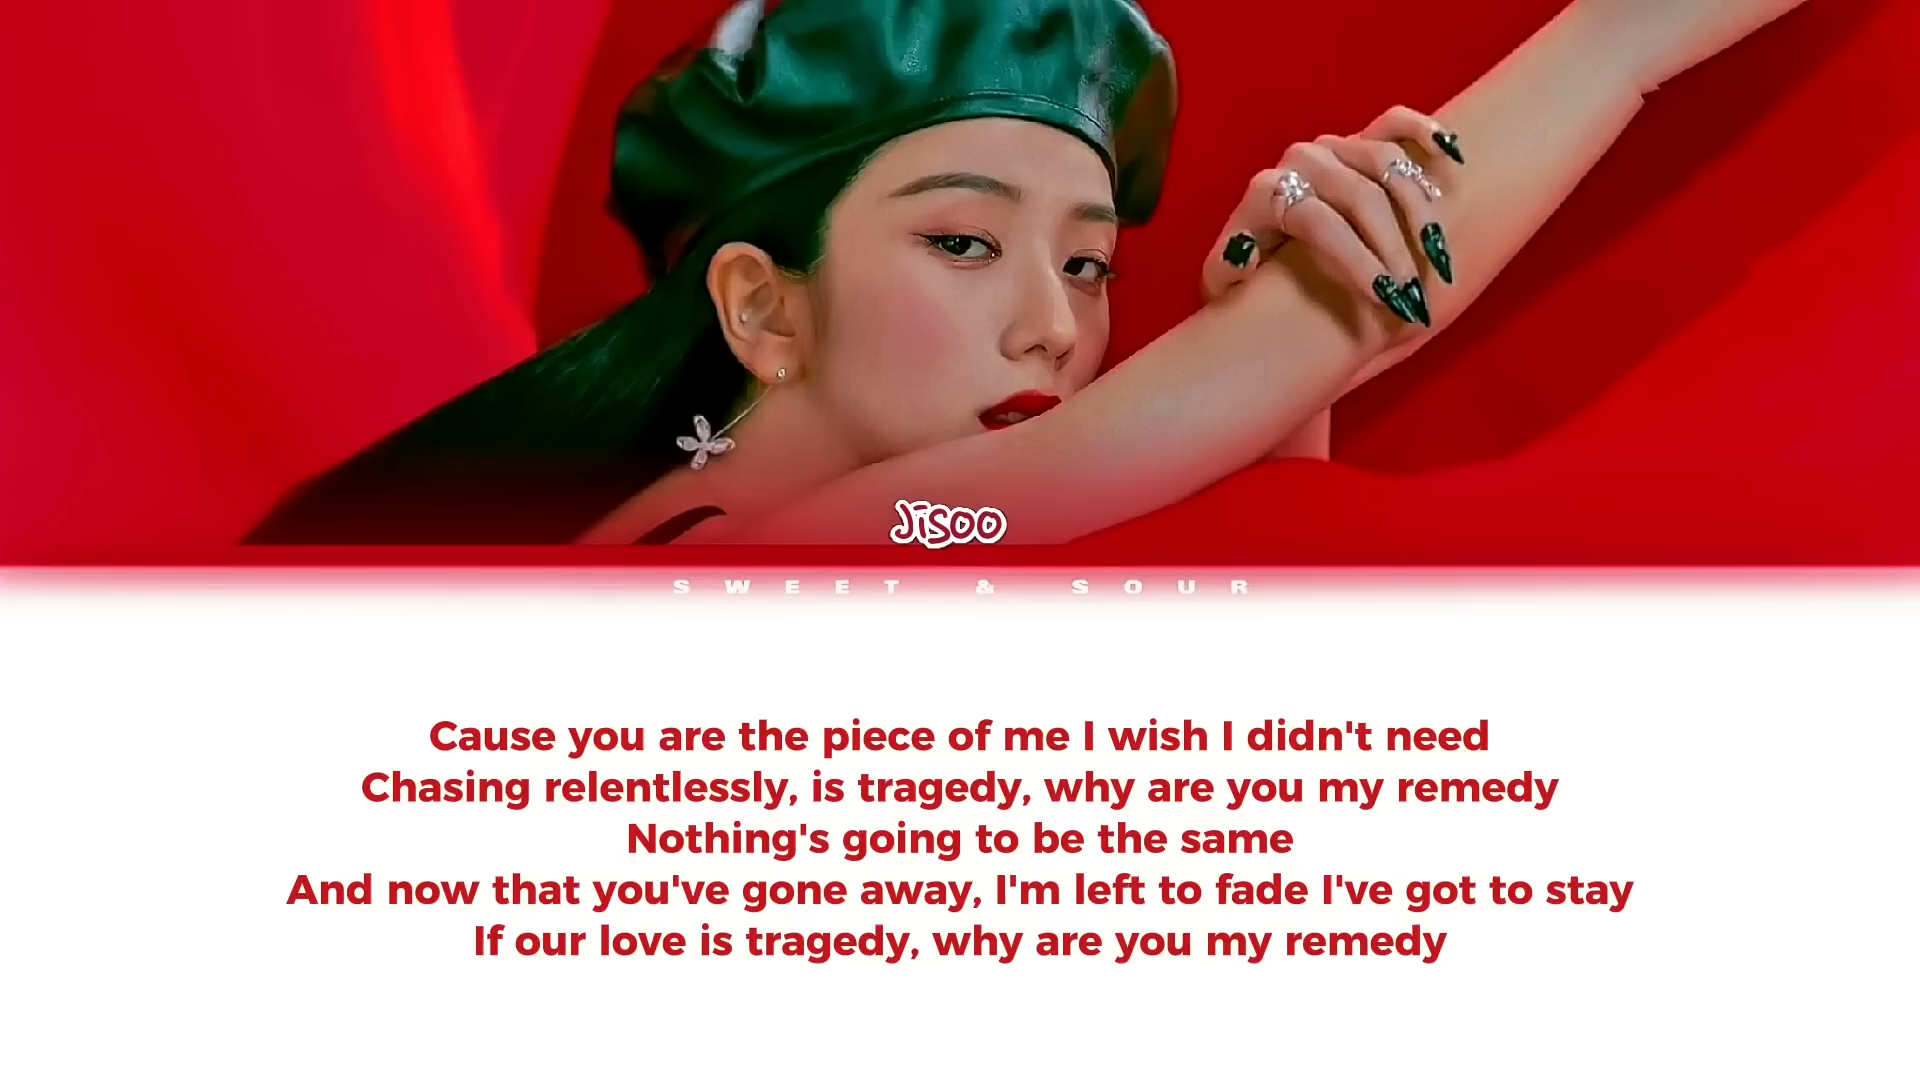 Jisoo
SWEET & SOUR
Cause you are the piece of me I wish I didn't need
Chasing relentlessly, is tragedy, why are you my remedy
Nothing's going to be the same
And now that you've gone away, I'm left to fade I've got to stay
If our love is tragedy, why are you my remedy